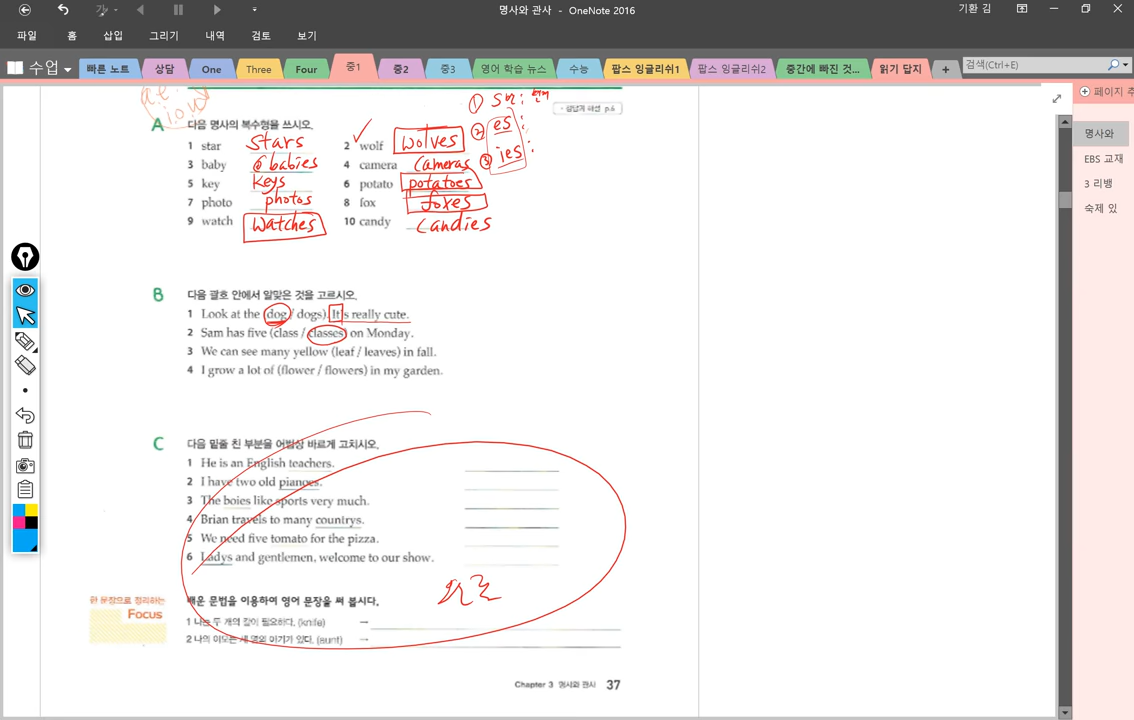 명사와 관사 - OneNote 2016
기환 김
파일 홈 삽입 그리기 내역 검토 보기
수업 빠른 노트 상담 One Three Four 중1 중2 중3 영어 학습 뉴스 수능 팝스 잉글리쉬1 팝스 잉글리쉬2 중간에 빠진 것... 읽기 답지 + 검색(Ctrl+E)
페이지 추
명사와
EBS 교재
3 리뱅
숙제 있
① S
② es :
③ ies :
A 다음 명사의 복수형을 쓰시오.
1 star stars 2 wolf wolves
3 baby babies 4 camera cameras
5 key keys 6 potato potatoes
7 photo photos 8 fox foxes
9 watch watches 10 candy candies
B 다음 괄호 안에서 알맞은 것을 고르시오.
1 Look at the (dog / dogs). It's really cute.
2 Sam has five (class / classes) on Monday.
3 We can see many yellow (leaf / leaves) in fall.
4 I grow a lot of (flower / flowers) in my garden.
C 다음 밑줄 친 부분을 어법상 바르게 고치시오.
1 He is an English teachers.
2 I have two old pianoes.
3 The boies like sports very much.
4 Brian travels to many countrys.
5 We need five tomato for the pizza.
6 Ladys and gentlemen, welcome to our show.
한 문장으로 정리하는
Focus
배운 문법을 이용하여 영어 문장을 써 봅시다.
1 나는 두 개의 칼이 필요하다. (knife) →
2 나의 이모는 세 명의 아기가 있다. (aunt) →
Chapter 3 명사와 관사 37